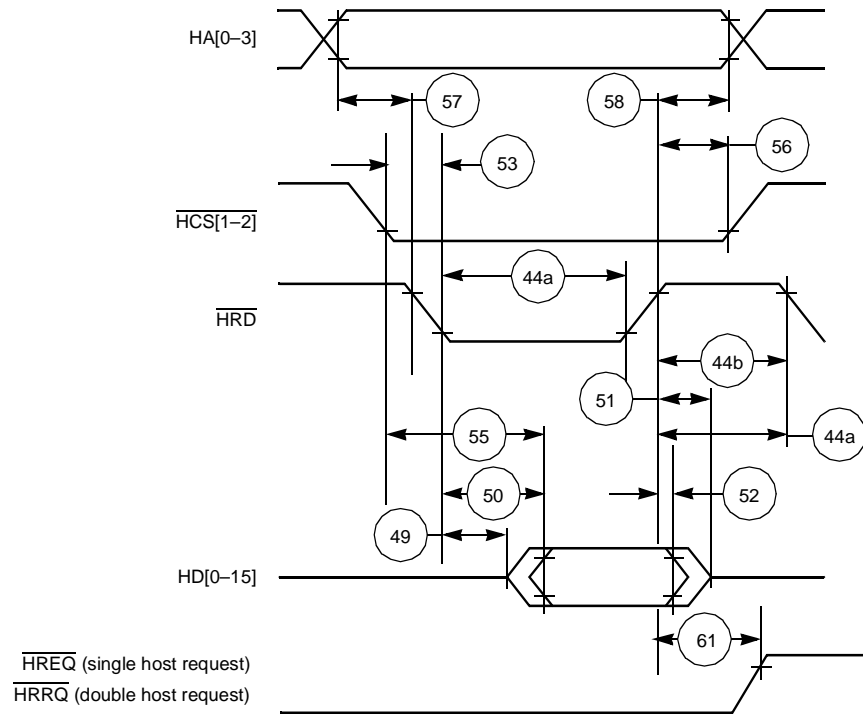 HA[0–3]
57
58
53
56
HCS[1–2]
44a
HRD
44b
51
55
44a
50
52
49
HD[0–15]
61
HREQ (single host request)
HRRQ (double host request)